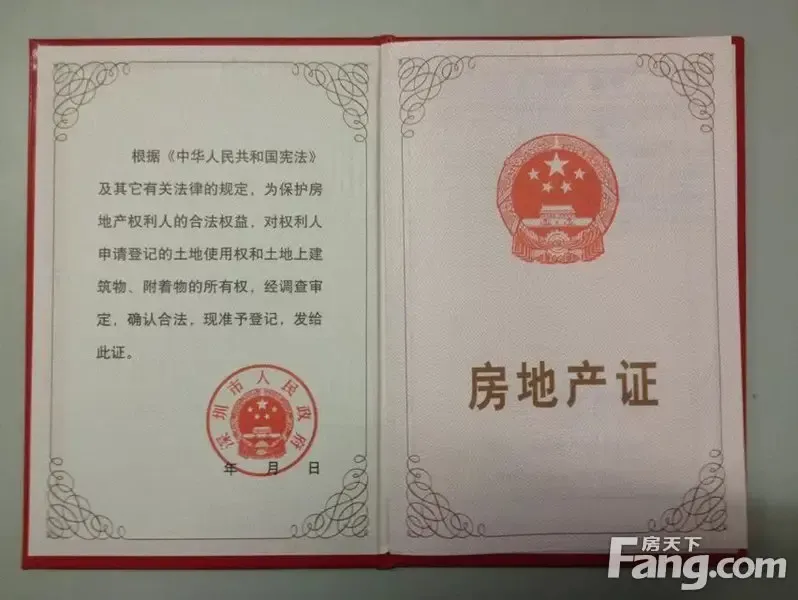 根据《中华人民共和国宪法》
及其它有关法律的规定，为保护房
地产权利人的合法权益，对权利人
申请登记的土地使用权和土地上建
筑物、附着物的所有权，经调查审
定，确认合法，现准予登记，发给
此证。
深圳市人民政府
年 月 日
房地产证
房天下
Fang.com